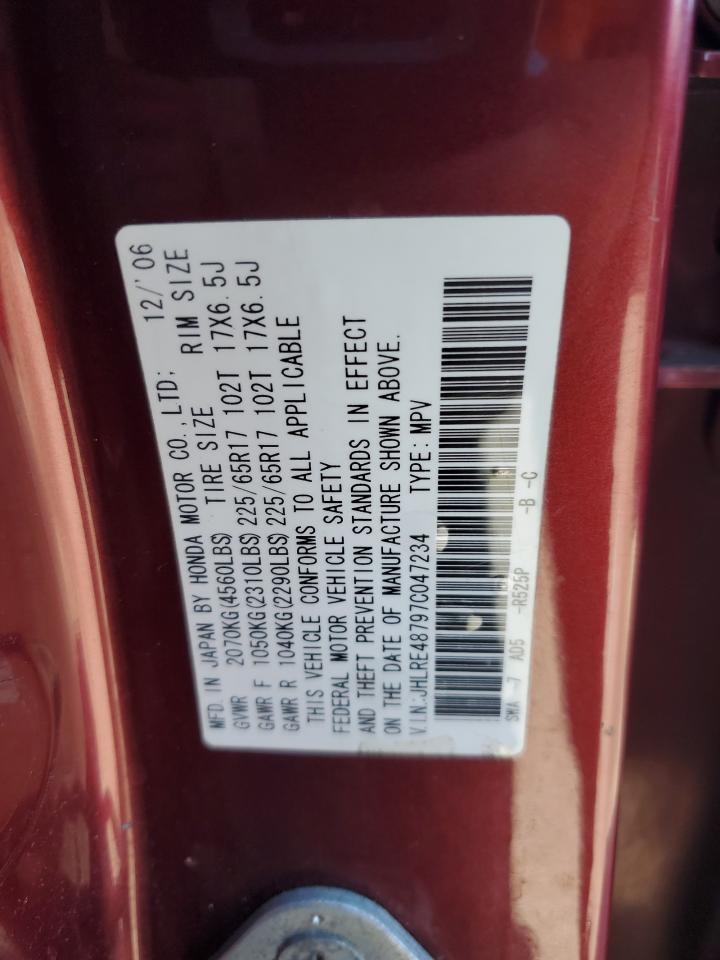 MFD. IN JAPAN BY HONDA MOTOR CO., LTD; 12/'06
GVWR 2070KG(4560LBS) TIRE SIZE RIM SIZE
GAWR F 1050KG(2310LBS)225/65R17 102T 17X6.5J
GAWR R 1040KG(2290LBS)225/65R17 102T 17X6.5J
THIS VEHICLE CONFORMS TO ALL APPLICABLE
FEDERAL MOTOR VEHICLE SAFETY
AND THEFT PREVENTION STANDARDS IN EFFECT
ON THE DATE OF MANUFACTURE SHOWN ABOVE.
V.I.N.:JHLRE48797C047234 TYPE: MPV
SWA -7 AD5 -R525P -B -C